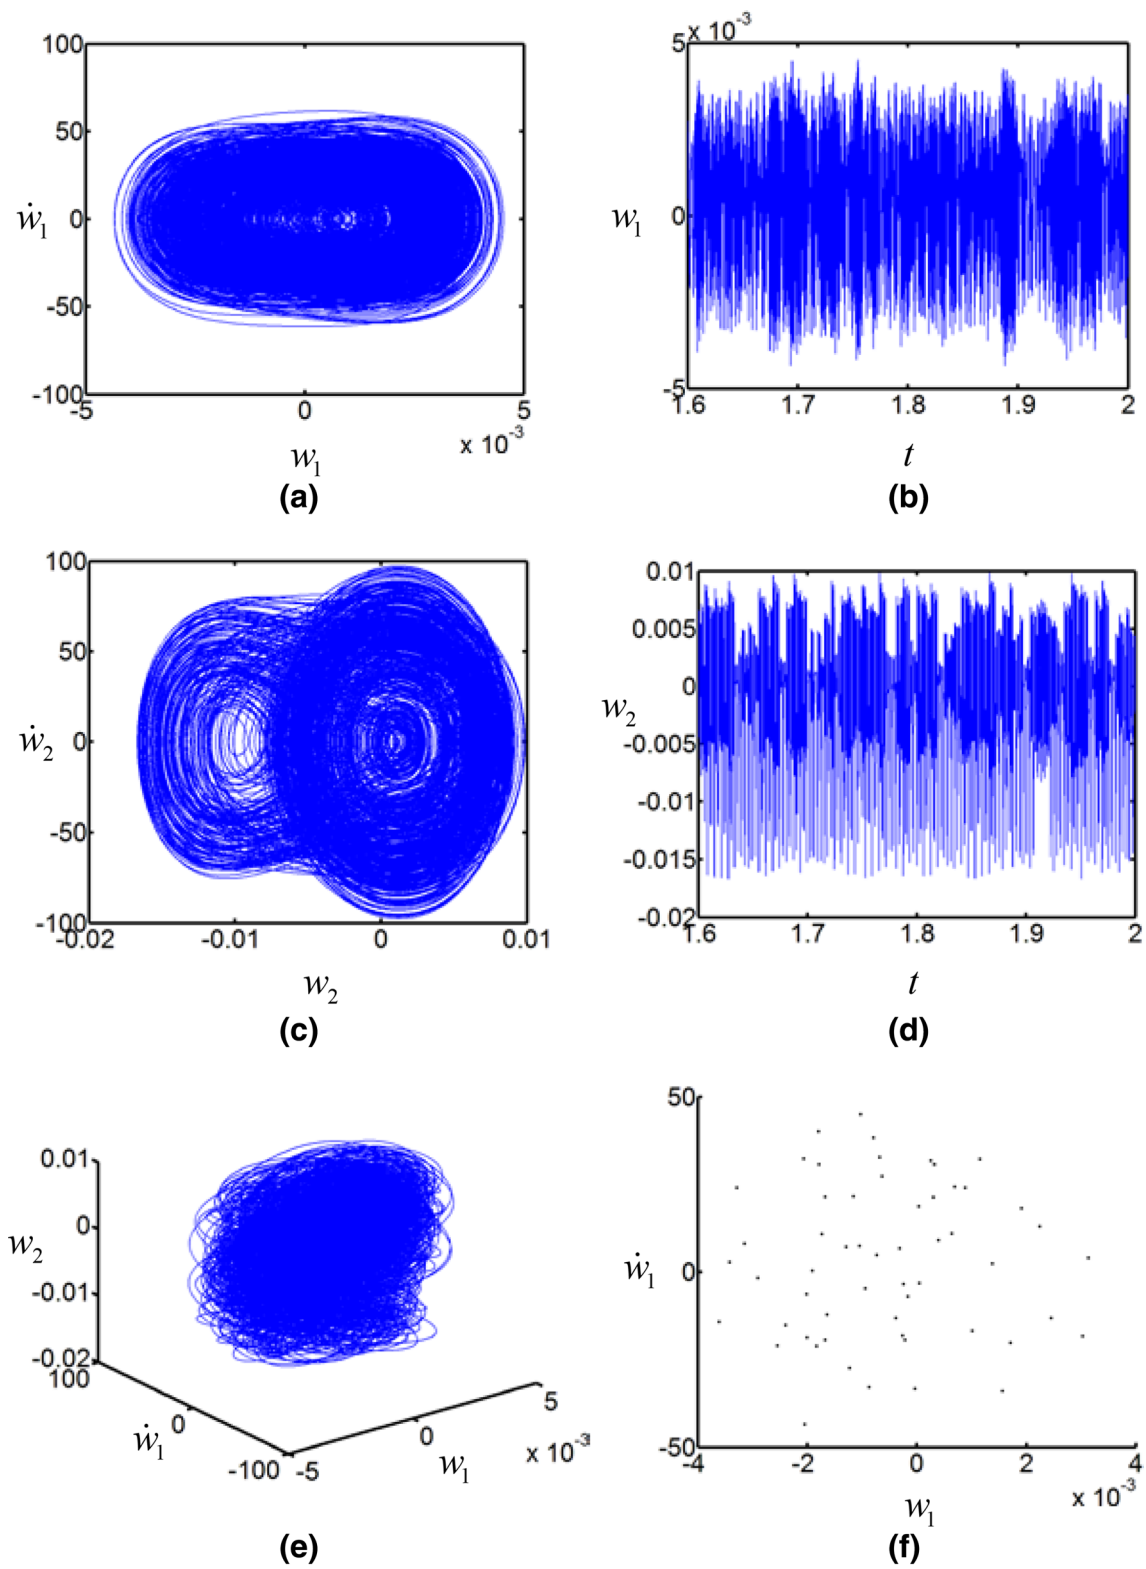 100
50
0
-50
-100
-5 0 5
x 10^-3
ẇ₁
w₁
(a)
5
x 10^-3
0
-5
1.6 1.7 1.8 1.9 2
w₁
t
(b)
100
50
0
-50
-100
-0.02 -0.01 0 0.01
ẇ₂
w₂
(c)
0.01
0.005
0
-0.005
-0.01
-0.015
-0.02
1.6 1.7 1.8 1.9 2
w₂
t
(d)
0.01
0
-0.01
-0.02
w₂
100
0
-100
ẇ₁
-5
0
5
x 10^-3
w₁
(e)
50
0
-50
-4 -2 0 2 4
x 10^-3
ẇ₁
w₁
(f)